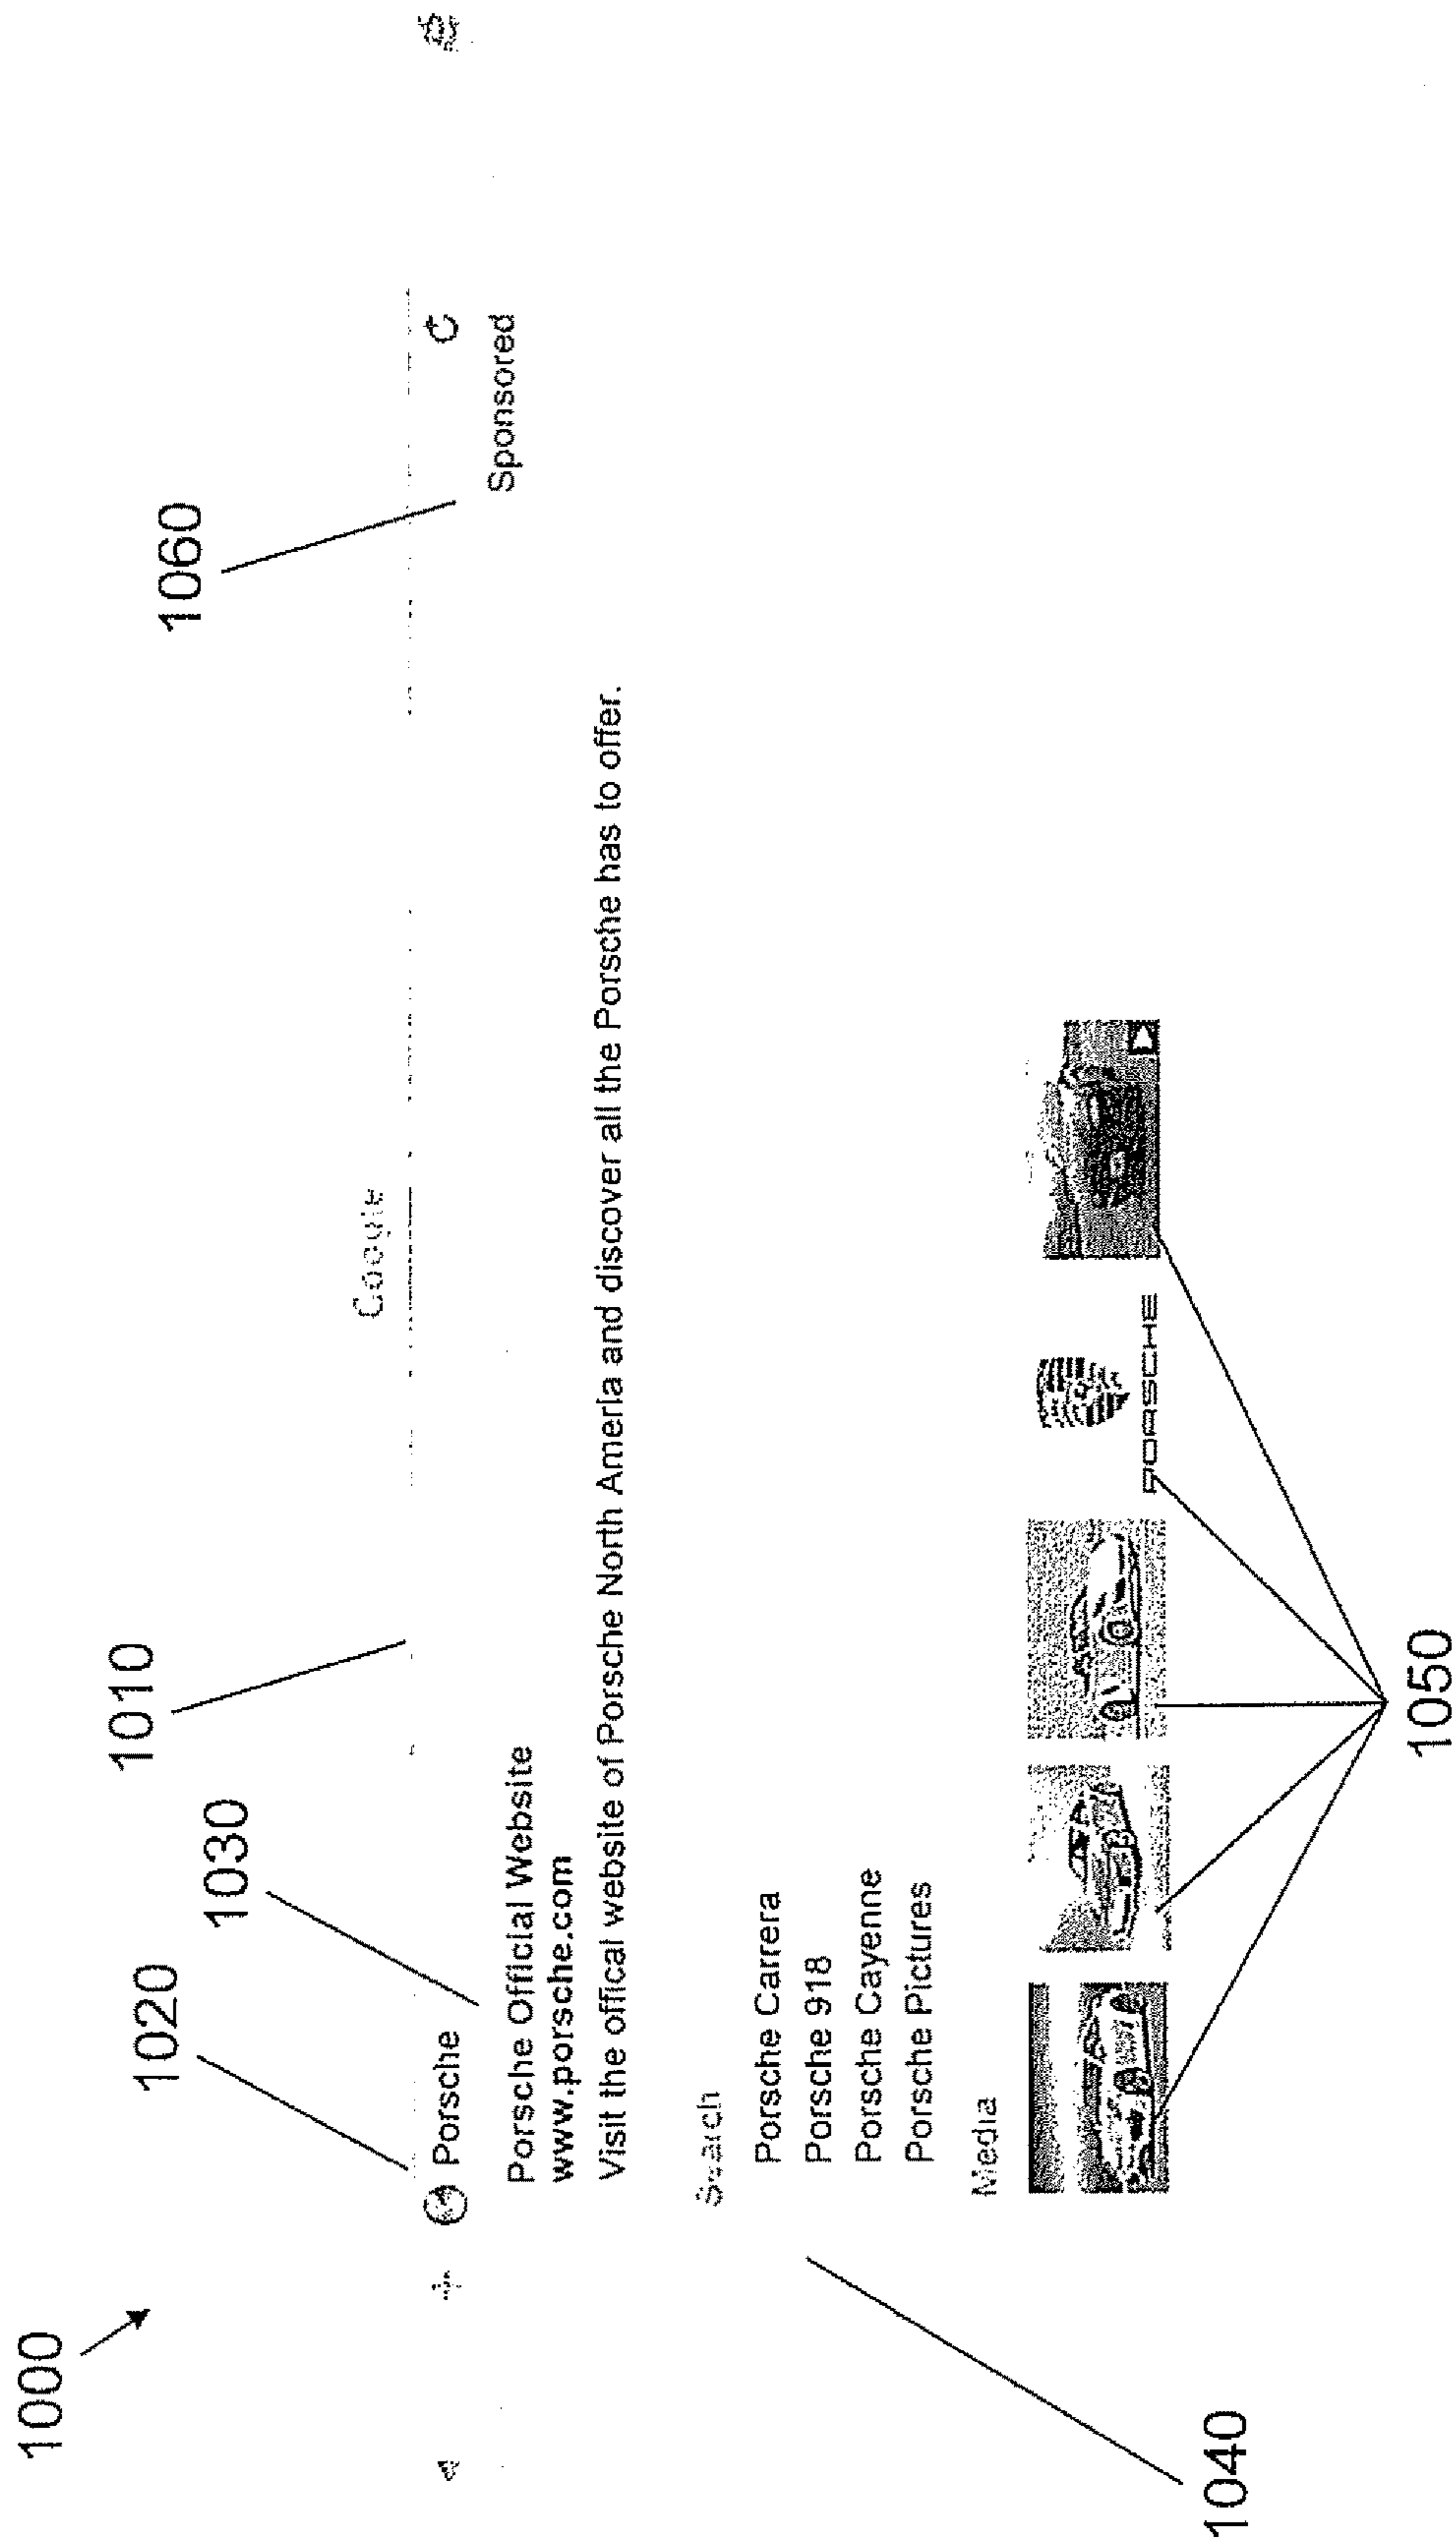 1000
1010
1020
1030
1060
Google
Porsche
Sponsored
Porsche Official Website
www.porsche.com
Visit the offical website of Porsche North Ameria and discover all the Porsche has to offer.
Search
Porsche Carrera
Porsche 918
Porsche Cayenne
Porsche Pictures
Media
PORSCHE
1040
1050